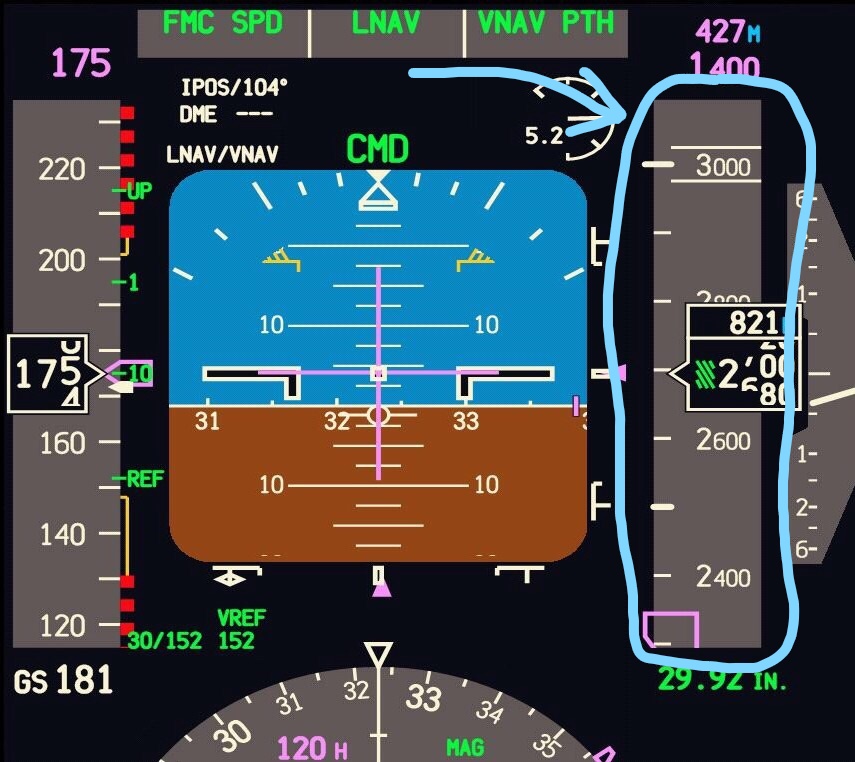 FMC SPD LNAV VNAV PTH
427M
175
1400
IPOS/104°
DME ---
5.2
LNAV/VNAV
CMD
220
3000
6
UP
200
1
2800
1
821
10 10
175
10
2'00
80
31 32 33
160
2600
1
REF
10 10
2
140
6
2400
VREF
120
30/152 152
GS 181
29.92 IN.
30 31 32 33 34 35
120 H
MAG